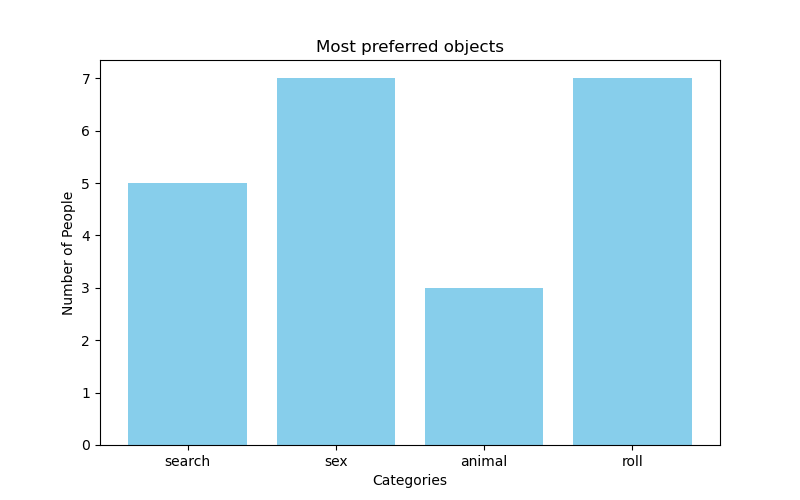 Most preferred objects
Number of People
7
6
5
4
3
2
1
0
search sex animal roll
Categories